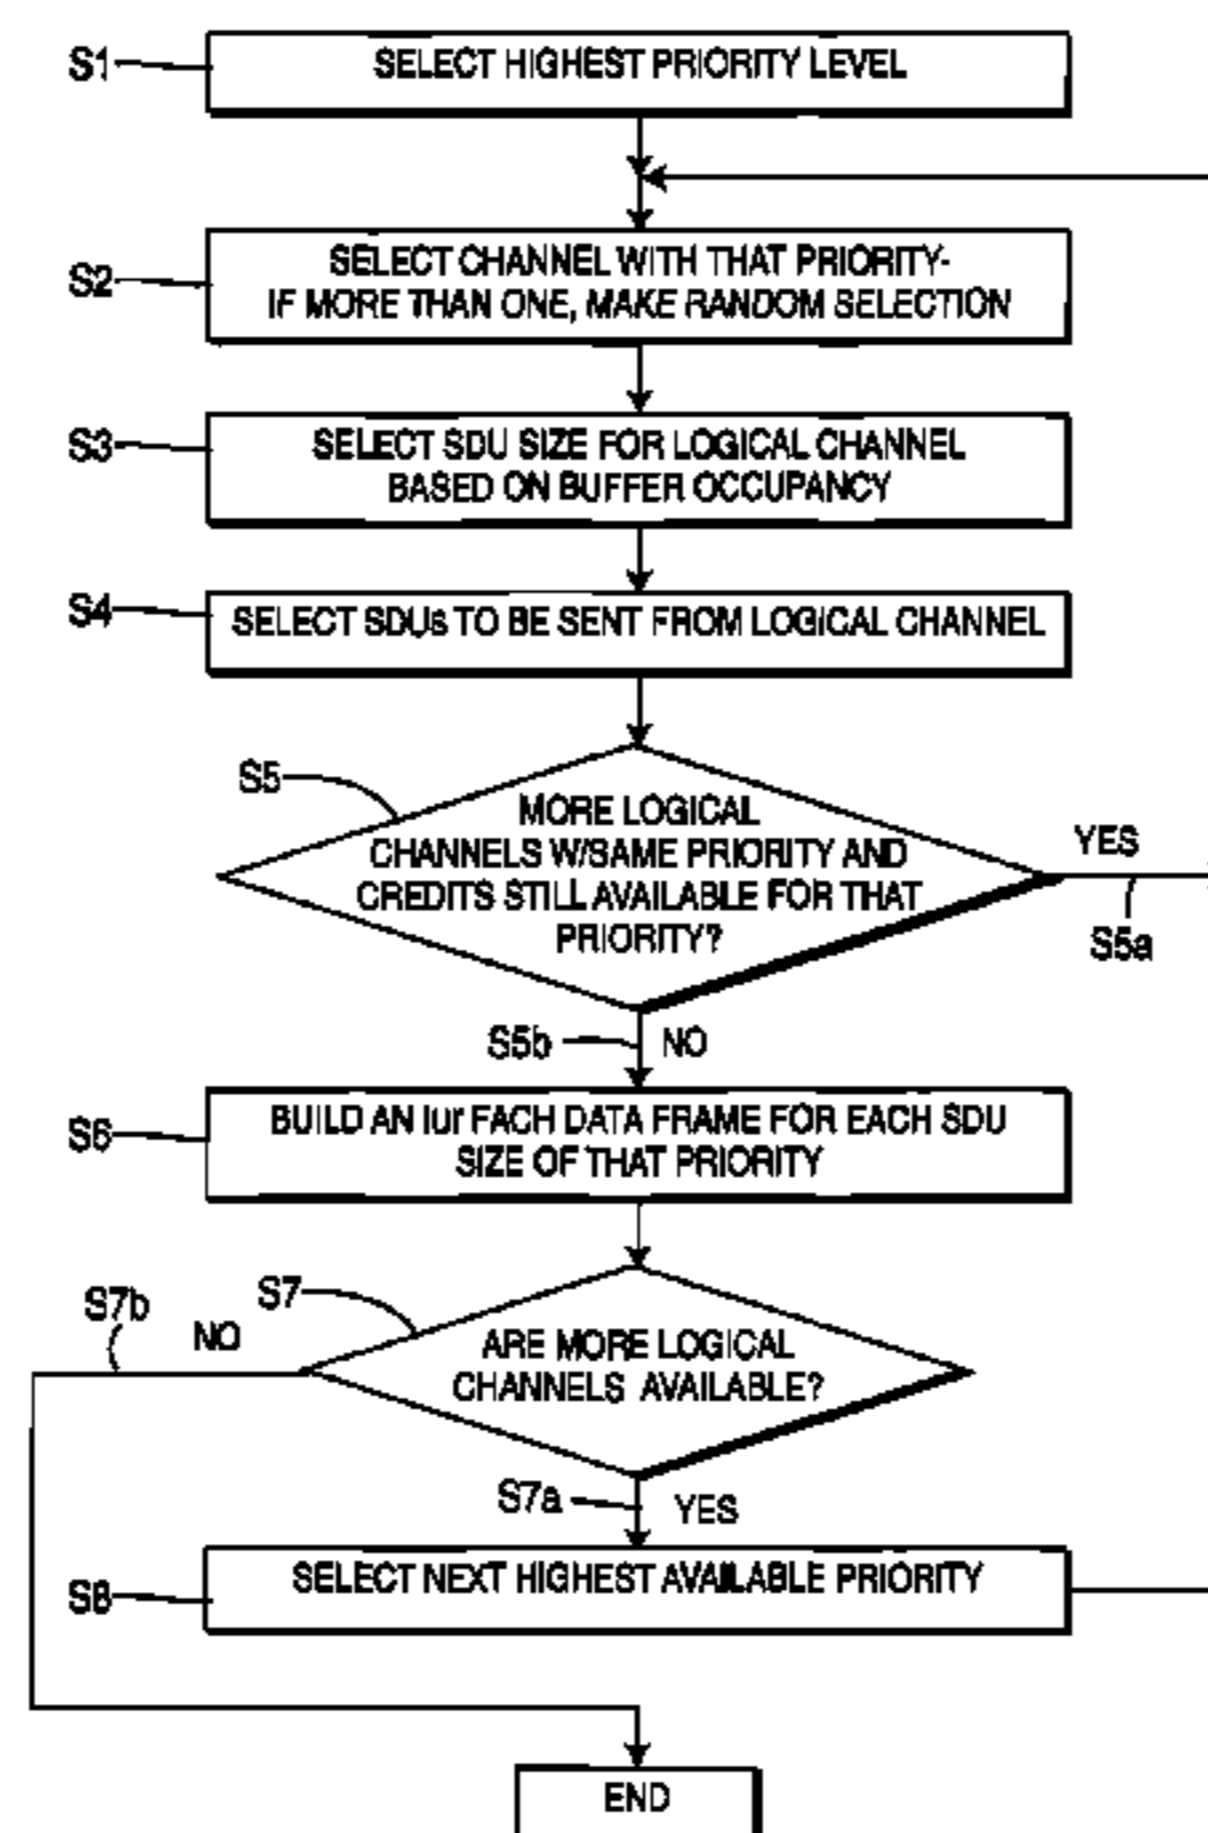 S1
SELECT HIGHEST PRIORITY LEVEL
S2
SELECT CHANNEL WITH THAT PRIORITY-
IF MORE THAN ONE, MAKE RANDOM SELECTION
S3
SELECT SDU SIZE FOR LOGICAL CHANNEL
BASED ON BUFFER OCCUPANCY
S4
SELECT SDUs TO BE SENT FROM LOGICAL CHANNEL
S5
MORE LOGICAL
CHANNELS W/SAME PRIORITY AND
CREDITS STILL AVAILABLE FOR THAT
PRIORITY?
YES
S5a
S5b
NO
S6
BUILD AN Iur FACH DATA FRAME FOR EACH SDU
SIZE OF THAT PRIORITY
S7
S7b
NO
ARE MORE LOGICAL
CHANNELS AVAILABLE?
S7a
YES
S8
SELECT NEXT HIGHEST AVAILABLE PRIORITY
END